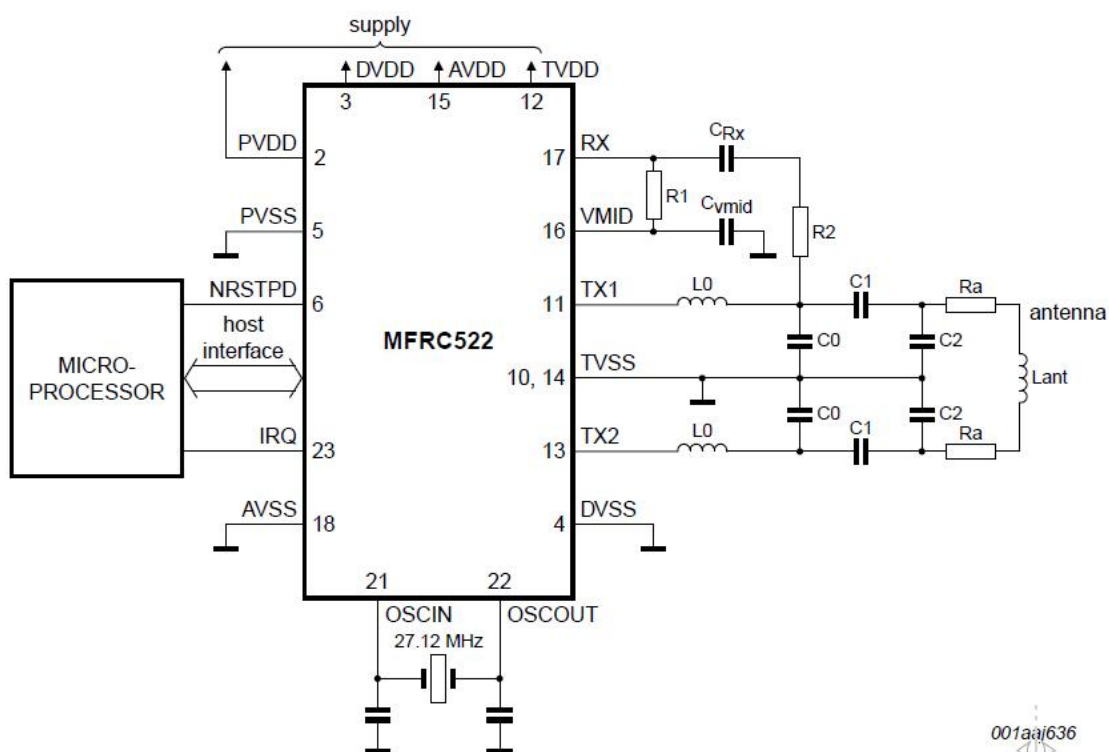 supply
DVDD AVDD TVDD
3 15 12
PVDD 2
17 RX
CRx
R1
PVSS 5
16 VMID
Cvmid
R2
NRSTPD 6
11 TX1
L0
C1
Ra
antenna
host
interface
MFRC522
C0
C2
MICRO-
PROCESSOR
10, 14 TVSS
Lant
C0
C2
IRQ 23
13 TX2
L0
C1
Ra
AVSS 18
4 DVSS
21 22
OSCIN OSCOUT
27.12 MHz
001aaj636